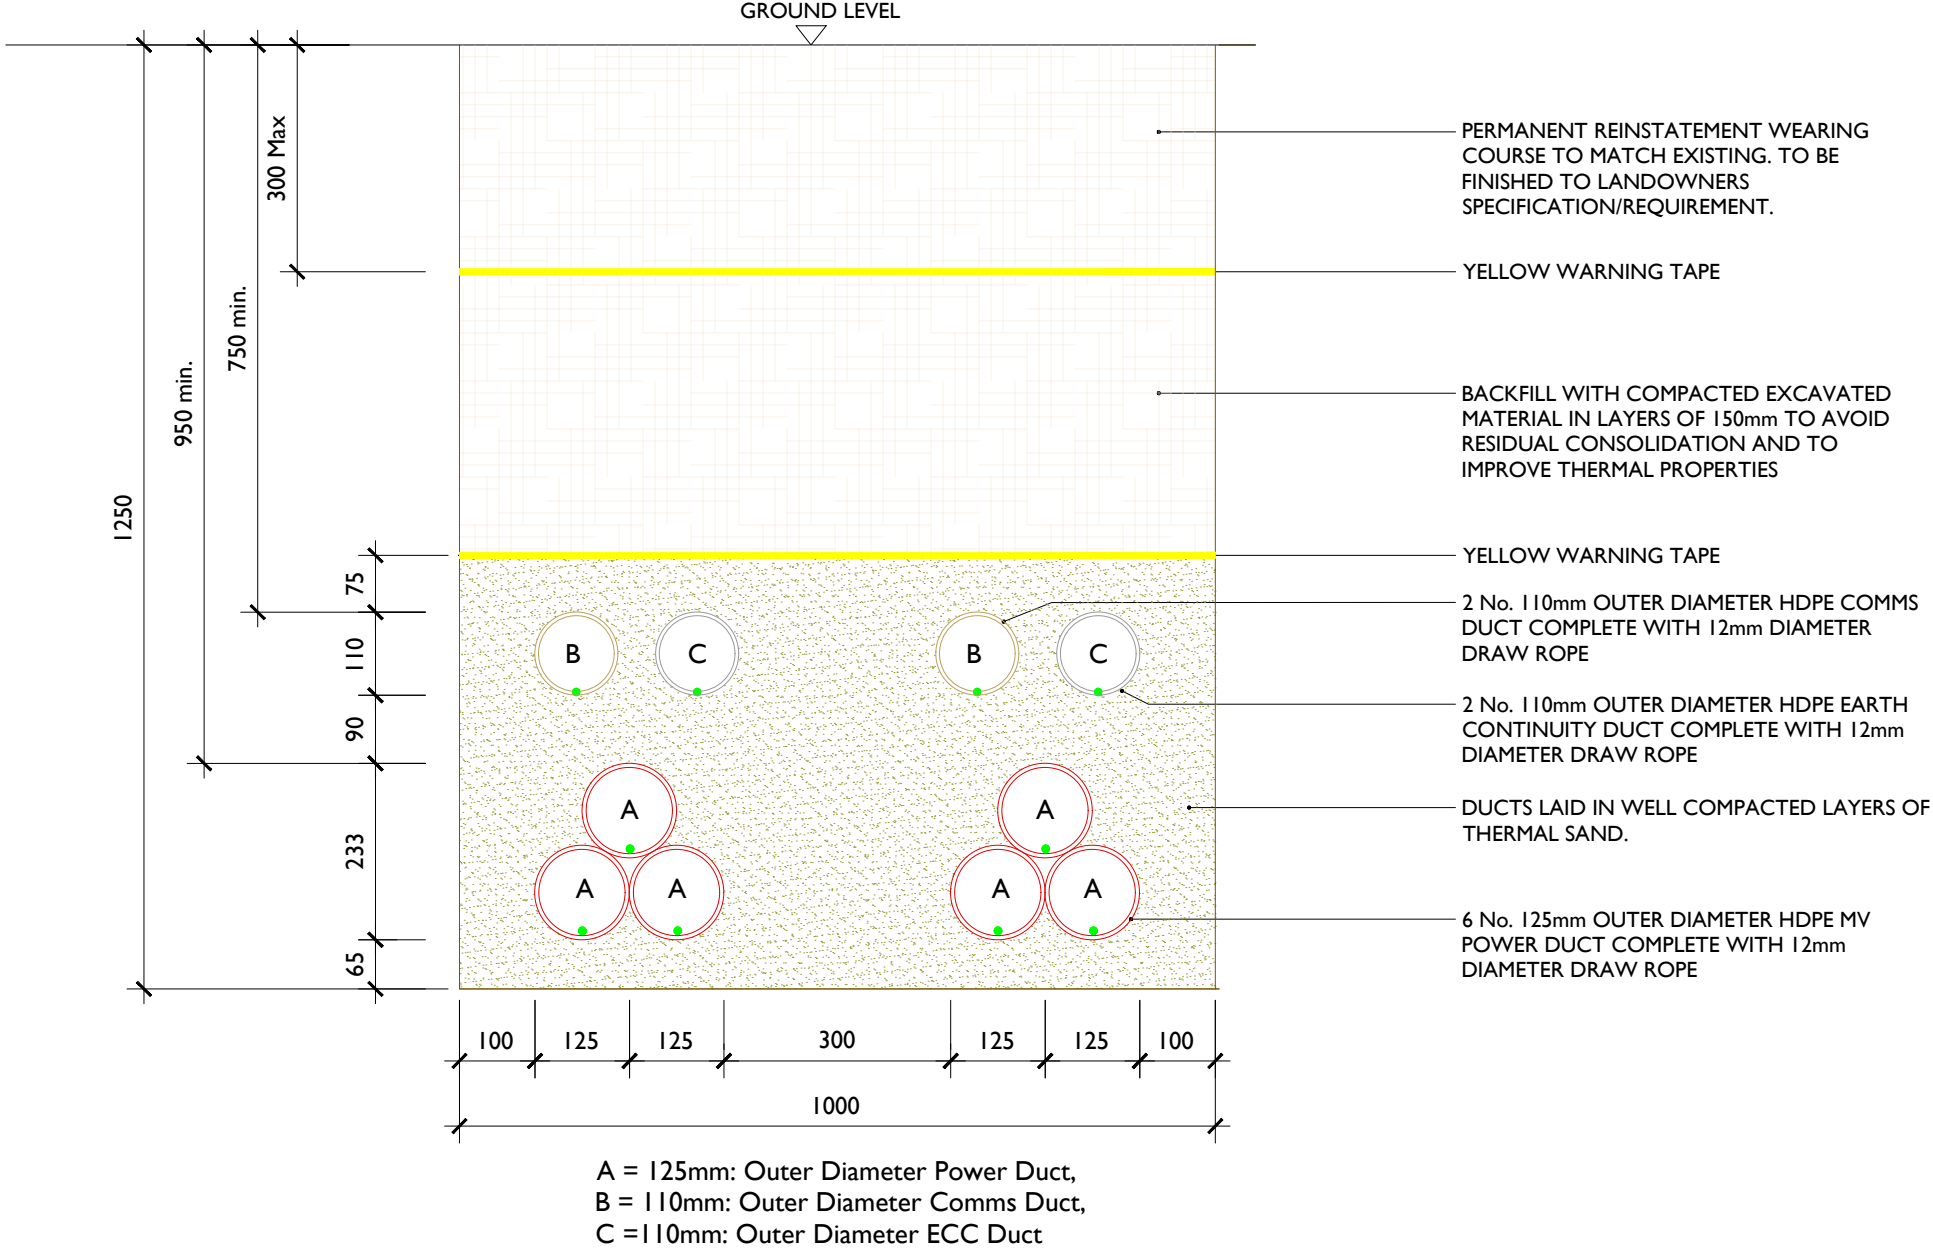 GROUND LEVEL
300 Max
750 min.
950 min.
1250
75
110
90
233
65
PERMANENT REINSTATEMENT WEARING
COURSE TO MATCH EXISTING. TO BE
FINISHED TO LANDOWNERS
SPECIFICATION/REQUIREMENT.
YELLOW WARNING TAPE
BACKFILL WITH COMPACTED EXCAVATED
MATERIAL IN LAYERS OF 150mm TO AVOID
RESIDUAL CONSOLIDATION AND TO
IMPROVE THERMAL PROPERTIES
YELLOW WARNING TAPE
2 No. 110mm OUTER DIAMETER HDPE COMMS
DUCT COMPLETE WITH 12mm DIAMETER
DRAW ROPE
2 No. 110mm OUTER DIAMETER HDPE EARTH
CONTINUITY DUCT COMPLETE WITH 12mm
DIAMETER DRAW ROPE
DUCTS LAID IN WELL COMPACTED LAYERS OF
THERMAL SAND.
6 No. 125mm OUTER DIAMETER HDPE MV
POWER DUCT COMPLETE WITH 12mm
DIAMETER DRAW ROPE
B C B C
A A
A A A A
100 125 125 300 125 125 100
1000
A = 125mm: Outer Diameter Power Duct,
B = 110mm: Outer Diameter Comms Duct,
C =110mm: Outer Diameter ECC Duct